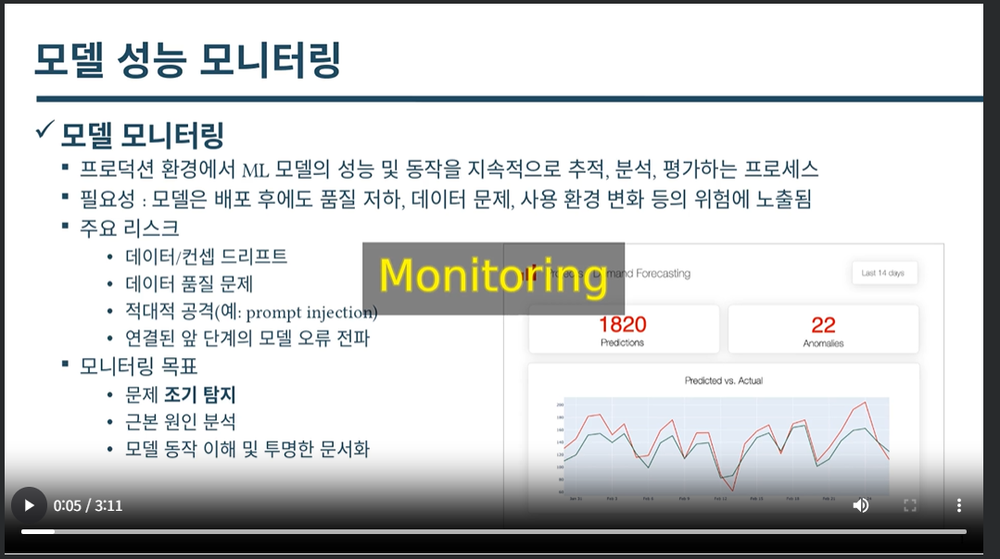 모델 성능 모니터링
✓ 모델 모니터링
▪ 프로덕션 환경에서 ML 모델의 성능 및 동작을 지속적으로 추적, 분석, 평가하는 프로세스
▪ 필요성 : 모델은 배포 후에도 품질 저하, 데이터 문제, 사용 환경 변화 등의 위험에 노출됨
▪ 주요 리스크
• 데이터/컨셉 드리프트
• 데이터 품질 문제
• 적대적 공격(예: prompt injection)
• 연결된 앞 단계의 모델 오류 전파
▪ 모니터링 목표
• 문제 조기 탐지
• 근본 원인 분석
• 모델 동작 이해 및 투명한 문서화
Monitoring
Demand Forecasting
Last 14 days
1820
Predictions
22
Anomalies
Predicted vs. Actual
0:05 / 3:11